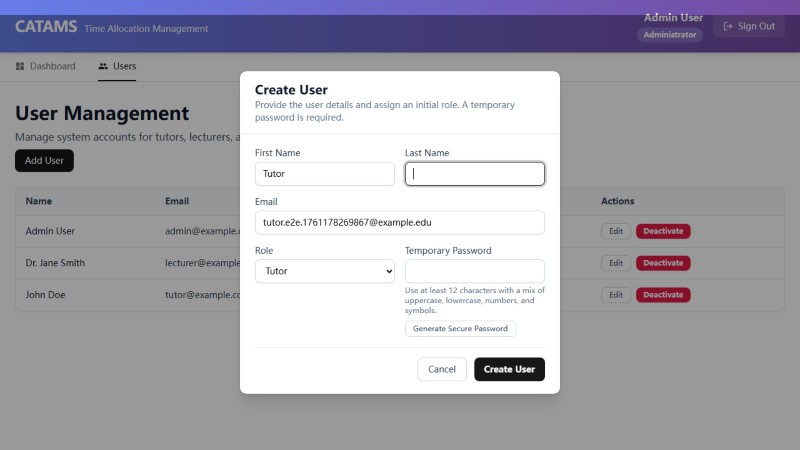 CATAMS Time Allocation Management
Admin User
Administrator
Sign Out
Dashboard
Users
User Management
Manage system accounts for tutors, lecturers, a
Add User
Name Email Actions
Admin User admin@example. Edit Deactivate
Dr. Jane Smith lecturer@example Edit Deactivate
John Doe tutor@example.co Edit Deactivate
Create User
Provide the user details and assign an initial role. A temporary
password is required.
First Name
Tutor
Last Name
Email
tutor.e2e.1761178269867@example.edu
Role
Tutor
Temporary Password
Use at least 12 characters with a mix of
uppercase, lowercase, numbers, and
symbols.
Generate Secure Password
Cancel
Create User